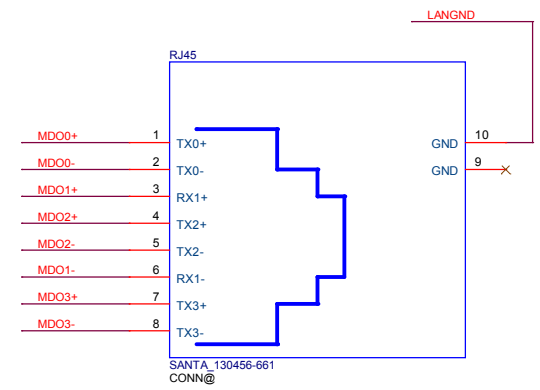 LANGND
RJ45
MDO0+ 1 TX0+ GND 10
MDO0- 2 TX0- GND 9
MDO1+ 3 RX1+
MDO2+ 4 TX2+
MDO2- 5 TX2-
MDO1- 6 RX1-
MDO3+ 7 TX3+
MDO3- 8 TX3-
SANTA_130456-661
CONN@